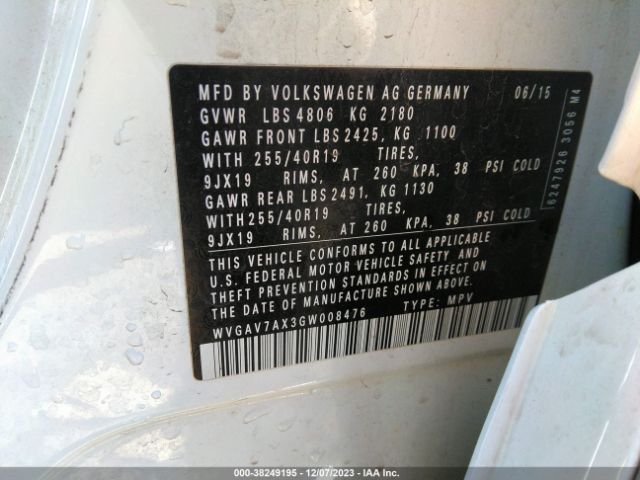 MFD BY VOLKSWAGEN AG GERMANY 06/15
GVWR LBS 4806 KG 2180
GAWR FRONT LBS 2425, KG 1100
WITH 255/40R19 TIRES,
9JX19 RIMS, AT 260 KPA, 38 PSI COLD
GAWR REAR LBS 2491, KG 1130
WITH 255/40R19 TIRES,
9JX19 RIMS, AT 260 KPA, 38 PSI COLD
THIS VEHICLE CONFORMS TO ALL APPLICABLE
U.S. FEDERAL MOTOR VEHICLE SAFETY AND
THEFT PREVENTION STANDARDS IN EFFECT ON
THE DATE OF MANUFACTURE SHOWN ABOVE.
WVGAV7AX3GW008476 TYPE: MPV
6247926 3056 M4
000-38249195 - 12/07/2023 - IAA Inc.